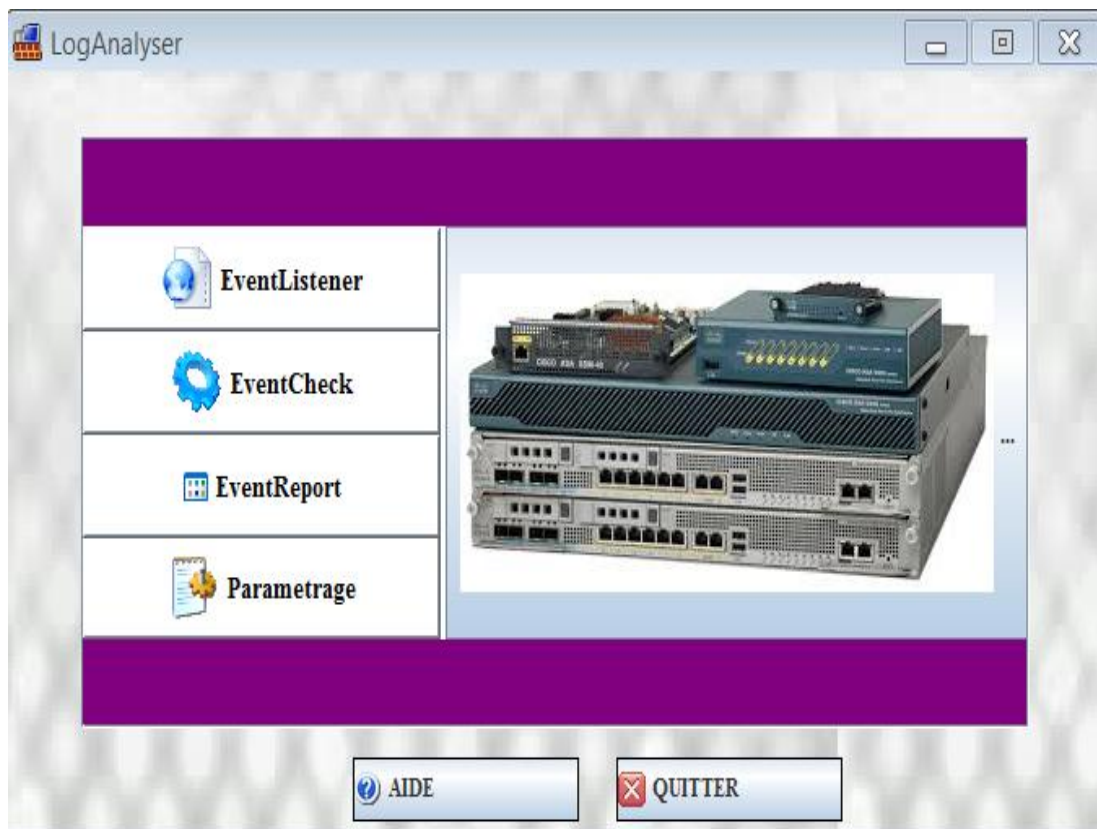 LogAnalyser
EventListener
EventCheck
EventReport
Parametrage
...
AIDE
QUITTER